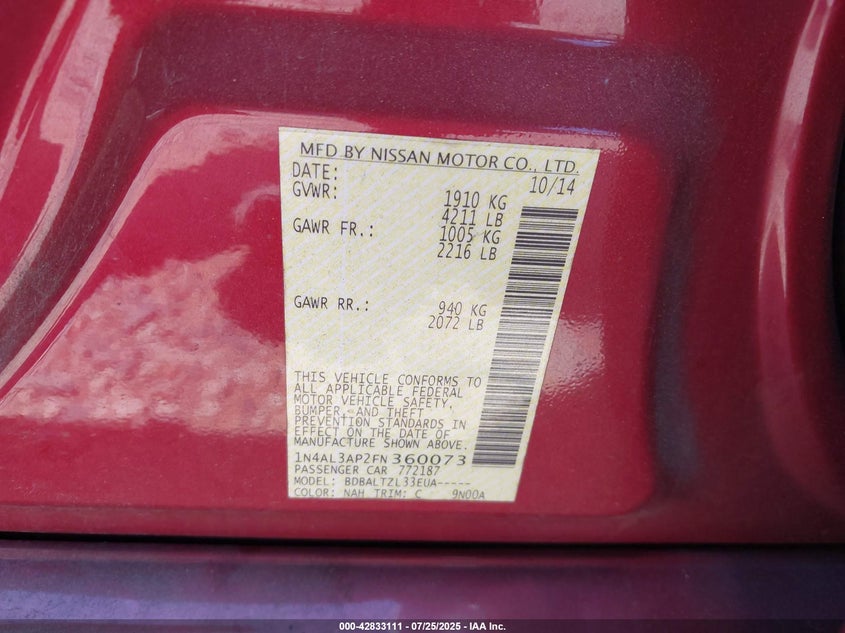 MFD BY NISSAN MOTOR CO., LTD.
DATE: 10/14
GVWR: 1910 KG
4211 LB
GAWR FR.: 1005 KG
2216 LB
GAWR RR.: 940 KG
2072 LB
THIS VEHICLE CONFORMS TO
ALL APPLICABLE FEDERAL
MOTOR VEHICLE SAFETY,
BUMPER, AND THEFT
PREVENTION STANDARDS IN
EFFECT ON THE DATE OF
MANUFACTURE SHOWN ABOVE.
1N4AL3AP2FN360073
PASSENGER CAR 772187
MODEL: BDBALTZL33EUA-----
COLOR: NAH TRIM: C 9N00A
000-42833111 - 07/25/2025 - IAA Inc.